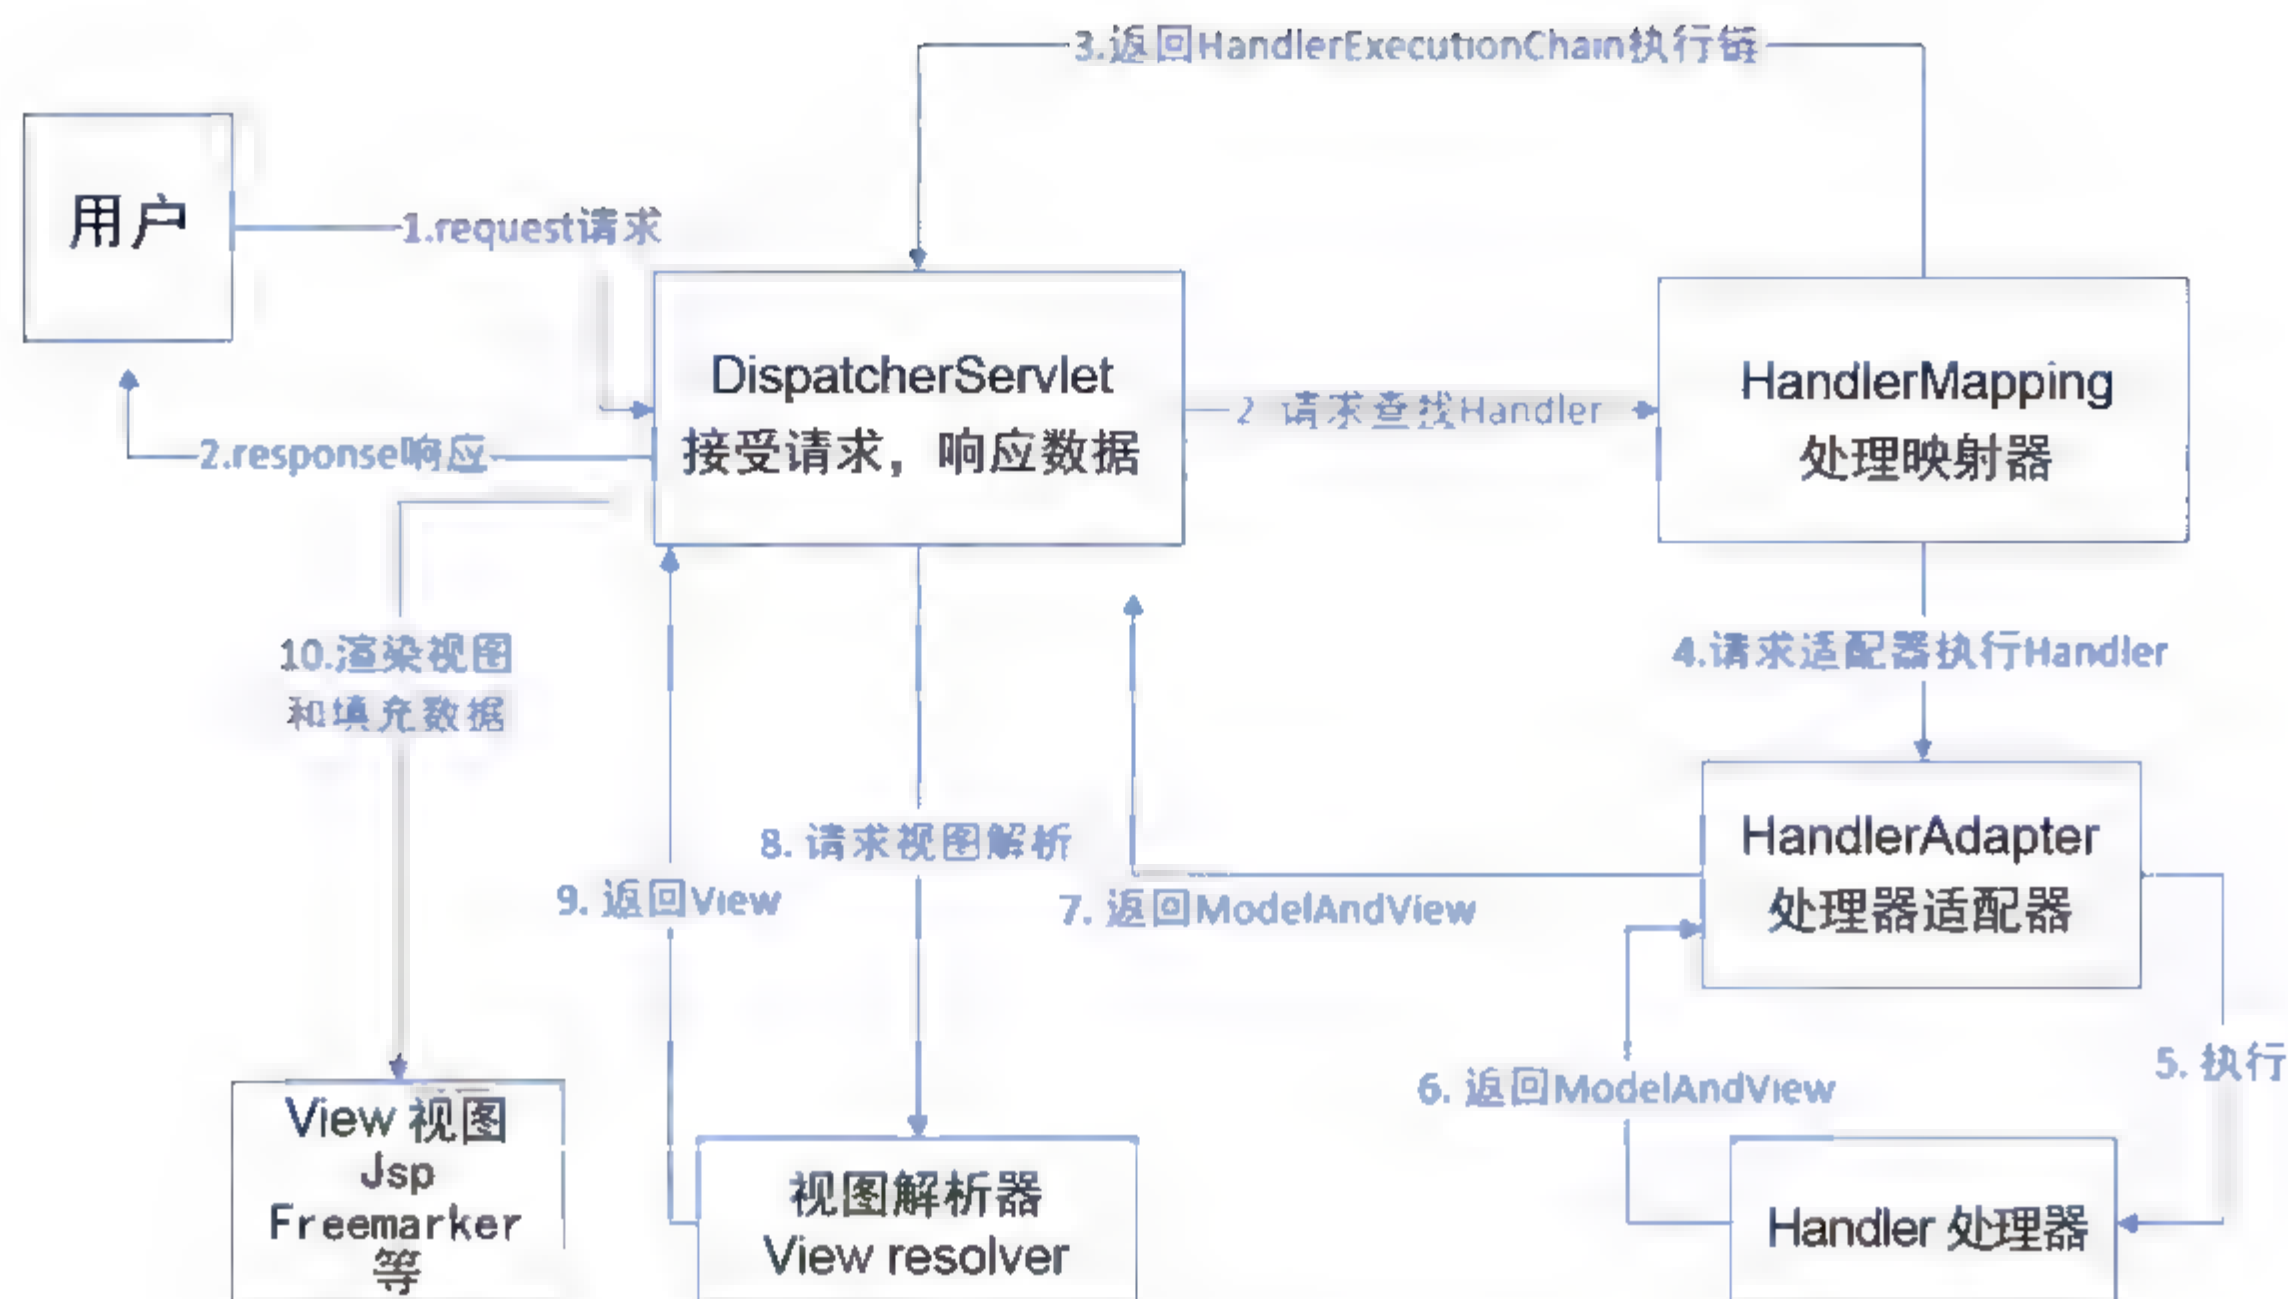 3.返回HandlerExecutionChain执行链
用户
1.request请求
DispatcherServlet
接受请求，响应数据
2 请求查找Handler
HandlerMapping
处理映射器
2.response响应
10.渲染视图
和填充数据
4.请求适配器执行Handler
8. 请求视图解析
9. 返回View
7. 返回ModelAndView
HandlerAdapter
处理器适配器
6. 返回ModelAndView
5. 执行
View 视图
Jsp
Freemarker
等
视图解析器
View resolver
Handler 处理器